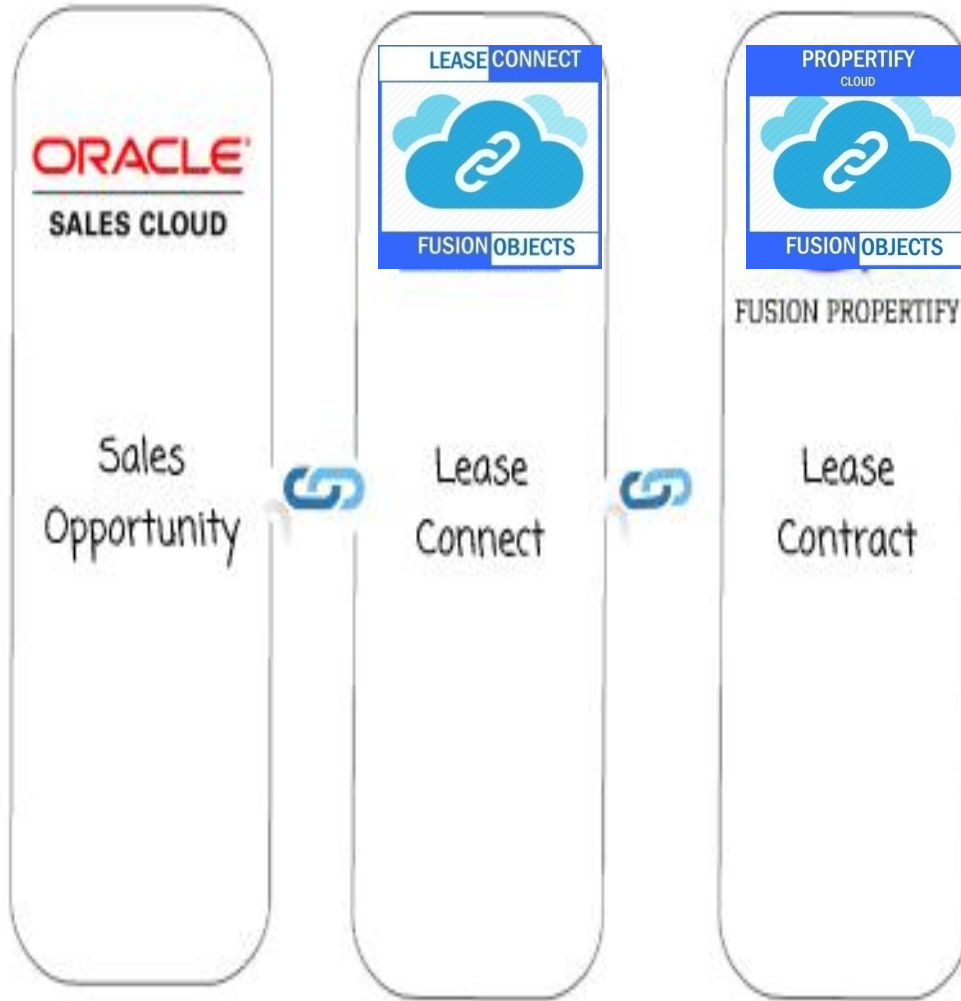 ORACLE
SALES CLOUD
Sales
Opportunity
LEASE CONNECT
FUSION OBJECTS
Lease
Connect
PROPERTIFY
CLOUD
FUSION OBJECTS
FUSION PROPERTIFY
Lease
Contract